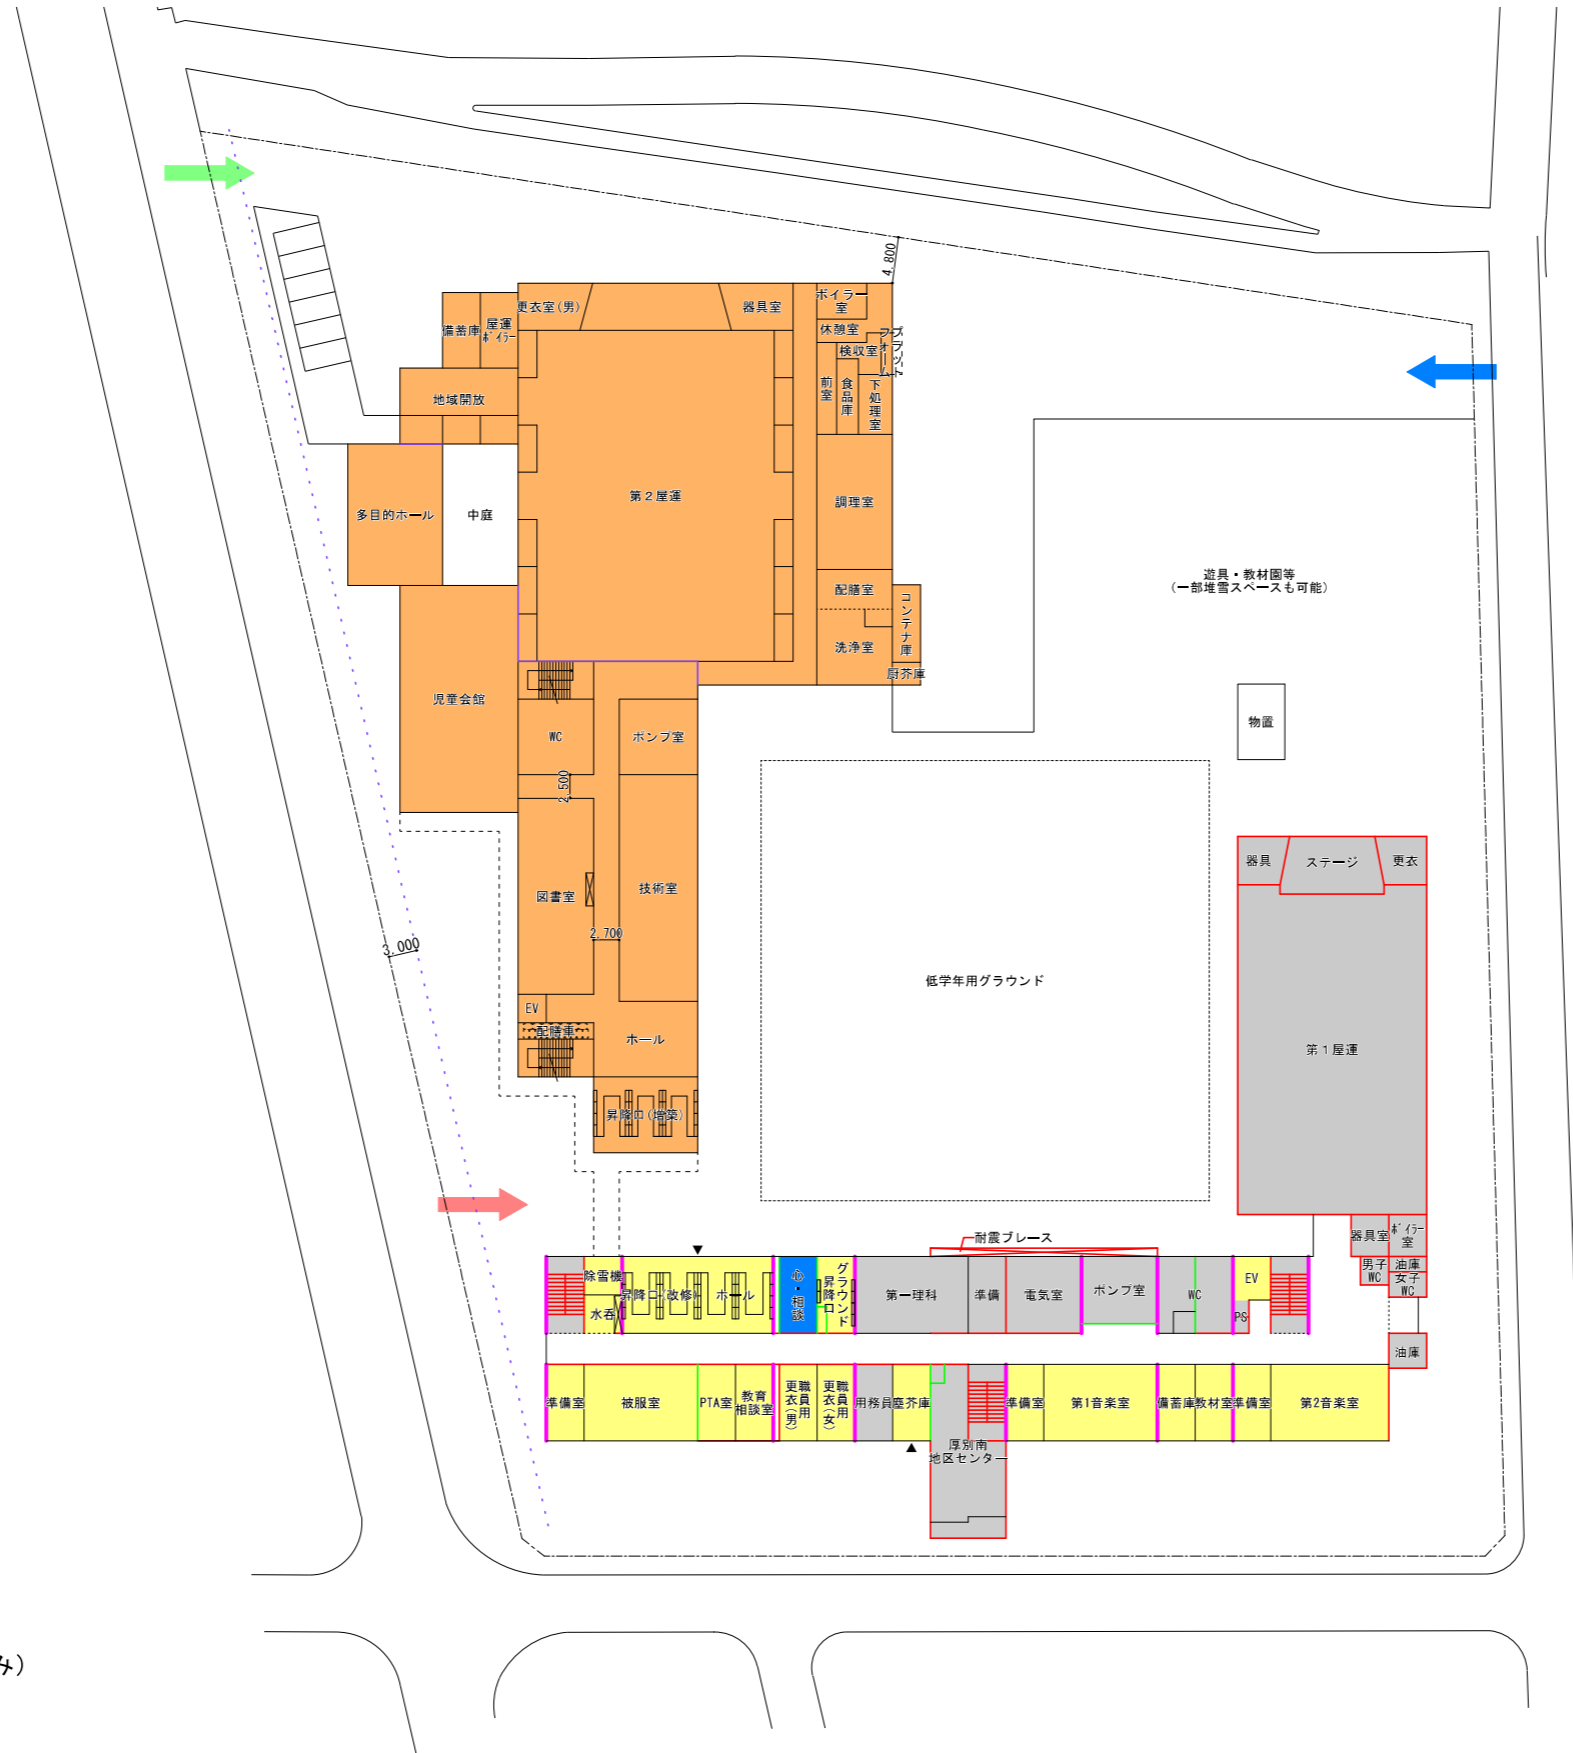 4,800
更衣室(男)
器具室
ボイラー
室
備蓄庫
屋運
ﾎﾞｲﾗｰ
休憩室
プラット
フォーム
検収室
前室
食品庫
下処理室
地域開放
第２屋運
調理室
多目的ホール
中庭
遊具・教材園等
(一部堆雪スペースも可能)
配膳室
コンテナ庫
洗浄室
厨芥庫
児童会館
WC
ポンプ室
物置
2,500
図書室
技術室
器具
ステージ
更衣
2,700
3,000
低学年用グラウンド
EV
配膳車
ホール
第１屋運
昇降口(増築)
耐震ブレース
器具室
ﾎﾞｲﾗｰ
室
男子
WC
油庫
女子
WC
除雪機
水呑
昇降口(改修)
ホール
心・相談
グラウンド
昇降口
第一理科
準備
電気室
ポンプ室
WC
EV
PS
油庫
準備室
被服室
PTA室
教育
相談室
職員用
更衣(男)
職員用
更衣(女)
用務員
塵芥庫
準備室
第1音楽室
備蓄庫
教材室
準備室
第2音楽室
厚別南
地区センター
み)